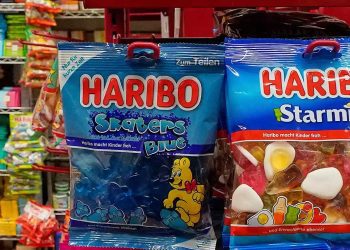 Zum Teilen
HARIBO
Skaters
Blue
Haribo macht Kinder froh ...
HARIB
Starmi
Haribo macht Kinder froh ...